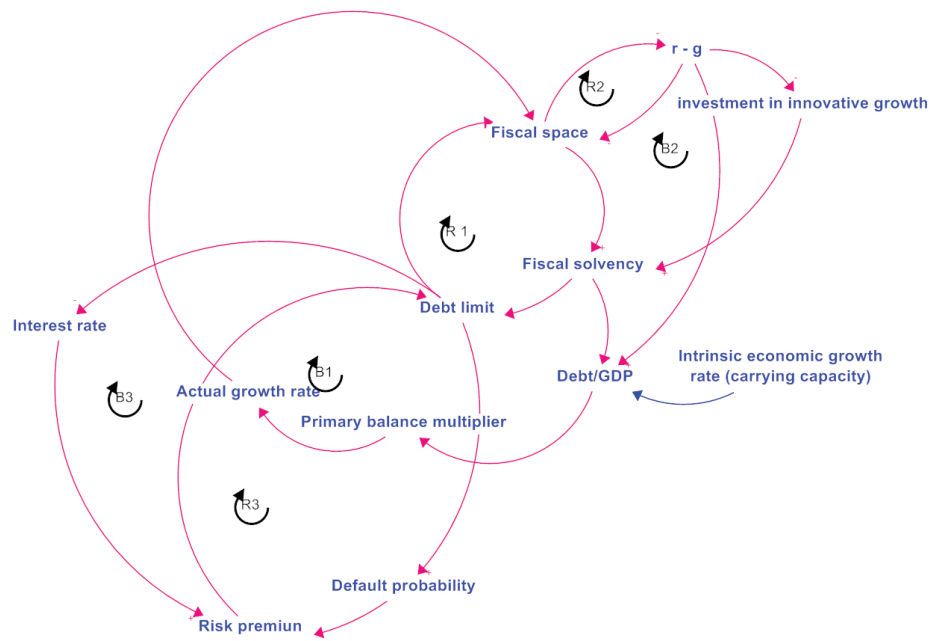 r - g
R2
investment in innovative growth
Fiscal space
B2
R 1
Fiscal solvency
Debt limit
Interest rate
Intrinsic economic growth
rate (carrying capacity)
Debt/GDP
B1
Actual growth rate
B3
Primary balance multiplier
R3
Default probability
Risk premiun